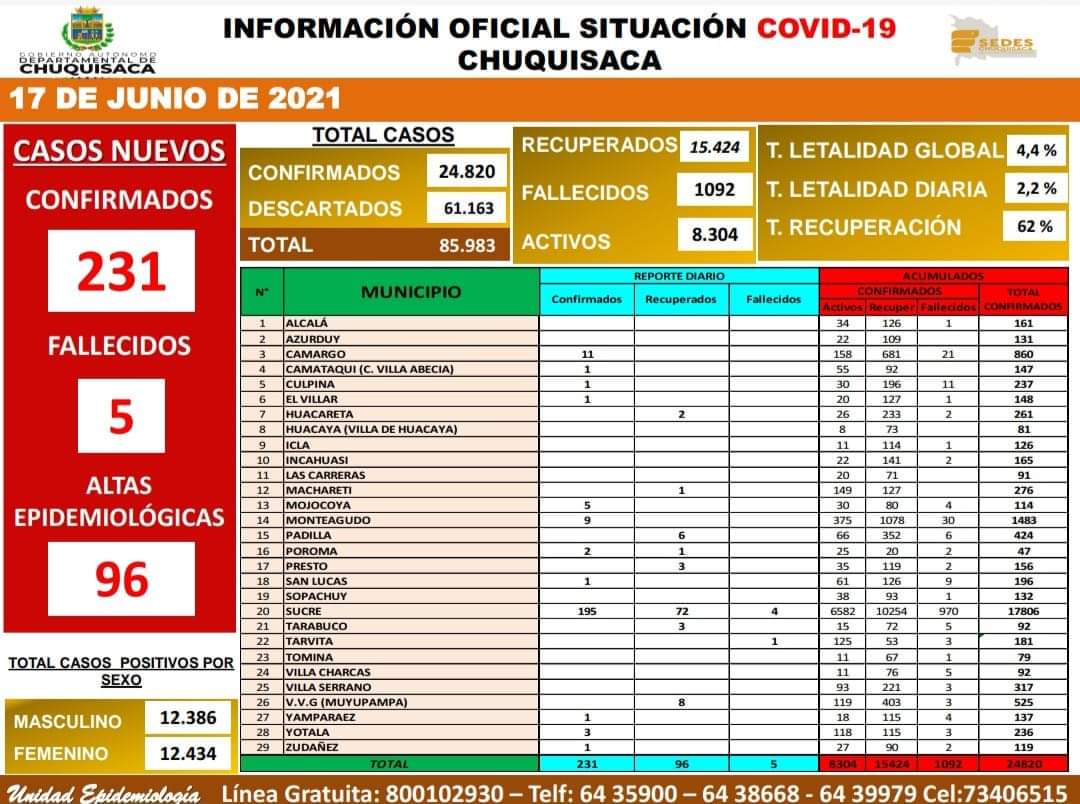 GOBIERNO AUTÓNOMO
DEPARTAMENTAL DE
CHUQUISACA
INFORMACIÓN OFICIAL SITUACIÓN COVID-19
CHUQUISACA
SEDES
CHUQUISACA
17 DE JUNIO DE 2021
CASOS NUEVOS
CONFIRMADOS
231
FALLECIDOS
5
ALTAS
EPIDEMIOLÓGICAS
96
TOTAL CASOS POSITIVOS POR
SEXO
MASCULINO 12.386
FEMENINO 12.434
TOTAL CASOS
CONFIRMADOS 24.820
DESCARTADOS 61.163
TOTAL 85.983
RECUPERADOS 15.424
FALLECIDOS 1092
ACTIVOS 8.304
T. LETALIDAD GLOBAL 4,4 %
T. LETALIDAD DIARIA 2,2 %
T. RECUPERACIÓN 62 %
N° MUNICIPIO REPORTE DIARIO ACUMULADOS
CONFIRMADOS TOTAL CONFIRMADOS
Confirmados Recuperados Fallecidos Activos Recuper Fallecidos
1 ALCALÁ 34 126 1 161
2 AZURDUY 22 109 131
3 CAMARGO 11 158 681 21 860
4 CAMATAQUI (C. VILLA ABECIA) 1 55 92 147
5 CULPINA 1 30 196 11 237
6 EL VILLAR 1 20 127 1 148
7 HUACARETA 2 26 233 2 261
8 HUACAYA (VILLA DE HUACAYA) 8 73 81
9 ICLA 11 114 1 126
10 INCAHUASI 22 141 2 165
11 LAS CARRERAS 20 71 91
12 MACHARETI 1 149 127 276
13 MOJOCOYA 5 30 80 4 114
14 MONTEAGUDO 9 375 1078 30 1483
15 PADILLA 6 66 352 6 424
16 POROMA 2 1 25 20 2 47
17 PRESTO 3 35 119 2 156
18 SAN LUCAS 1 61 126 9 196
19 SOPACHUY 38 93 1 132
20 SUCRE 195 72 4 6582 10254 970 17806
21 TARABUCO 3 15 72 5 92
22 TARVITA 1 125 53 3 181
23 TOMINA 11 67 1 79
24 VILLA CHARCAS 11 76 5 92
25 VILLA SERRANO 93 221 3 317
26 V.V.G (MUYUPAMPA) 8 119 403 3 525
27 YAMPARAEZ 1 18 115 4 137
28 YOTALA 3 118 115 3 236
29 ZUDAÑEZ 1 27 90 2 119
TOTAL 231 96 5 8304 15424 1092 24820
Unidad Epidemiología Línea Gratuita: 800102930 – Telf: 64 35900 – 64 38668 - 64 39979 Cel:73406515